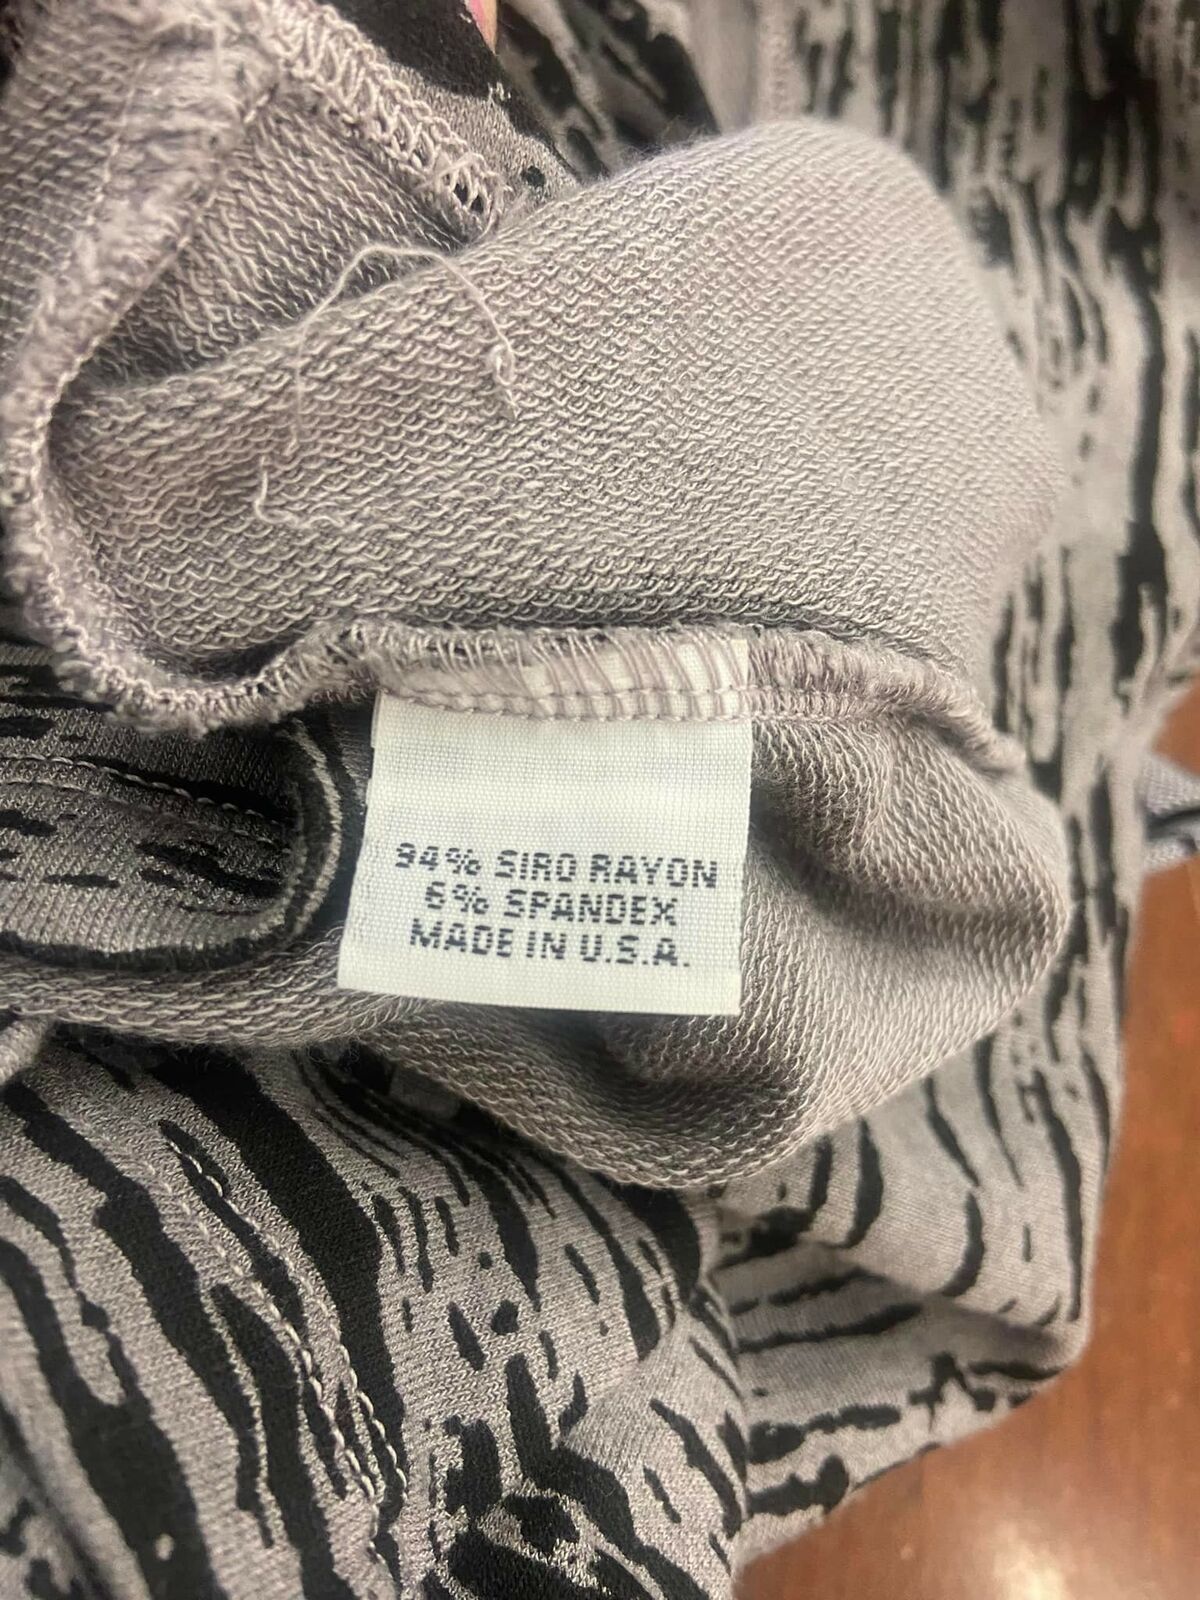 94% SIRO RAYON
6% SPANDEX
MADE IN U.S.A.